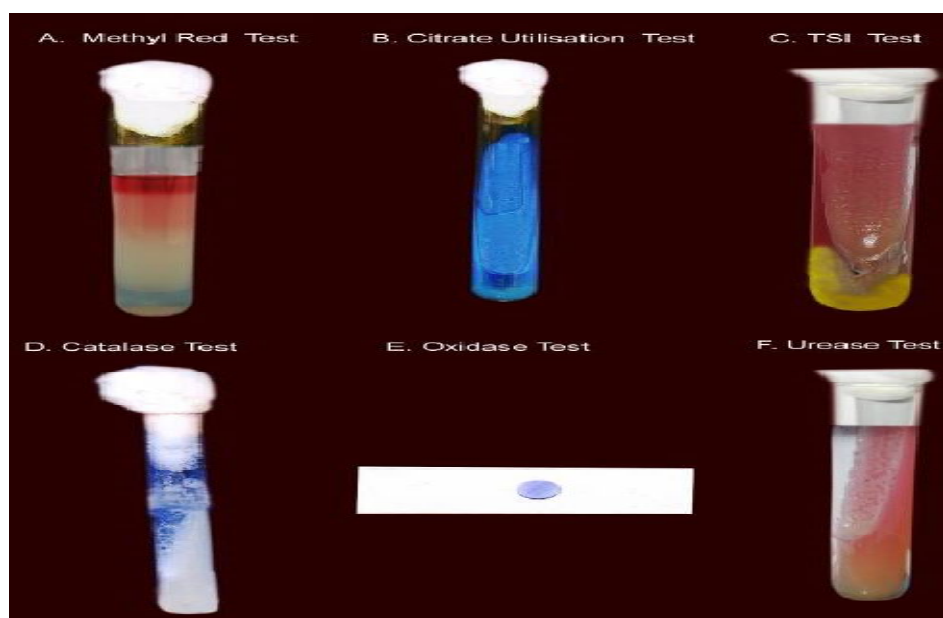 A. Methyl Red Test
B. Citrate Utilisation Test
C. TSI Test
D. Catalase Test
E. Oxidase Test
F. Urease Test